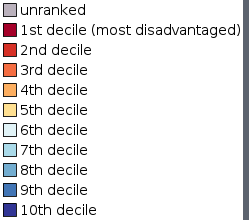 unranked
1st decile (most disadvantaged)
2nd decile
3rd decile
4th decile
5th decile
6th decile
7th decile
8th decile
9th decile
10th decile